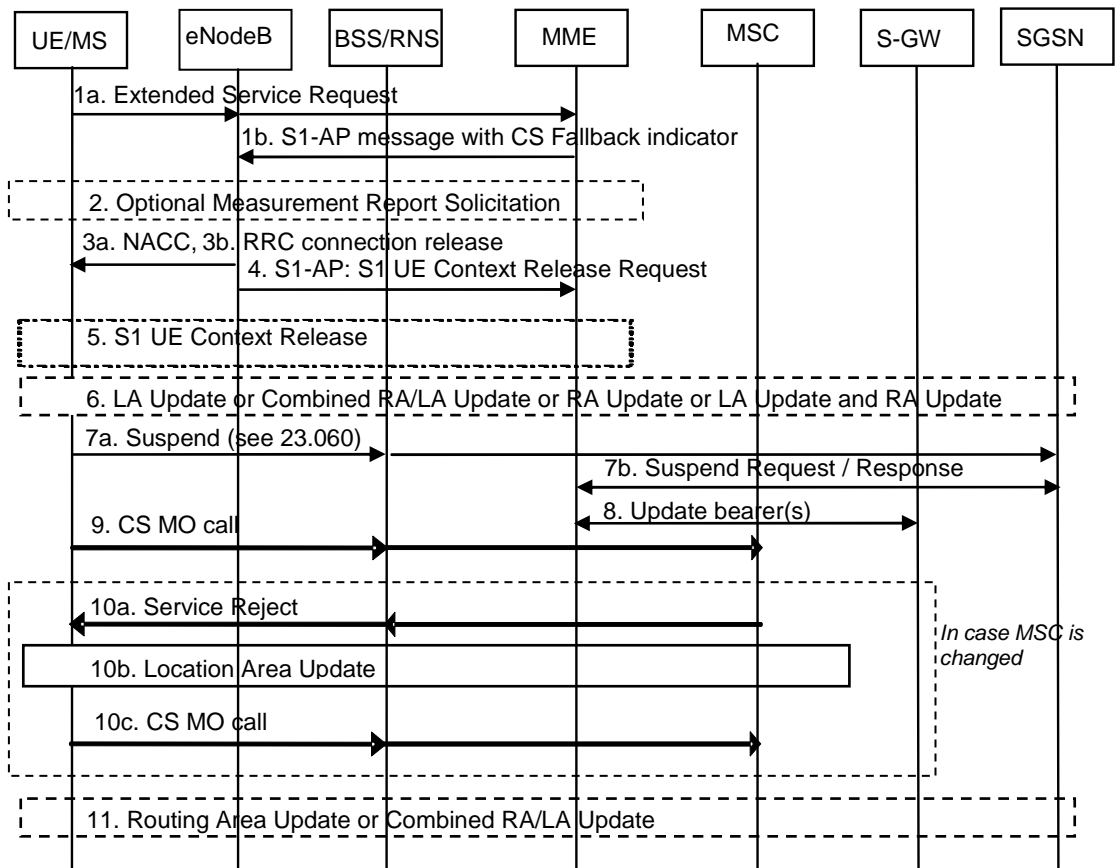 UE/MS
eNodeB
BSS/RNS
MME
MSC
S-GW
SGSN
1a. Extended Service Request
1b. S1-AP message with CS Fallback indicator
2. Optional Measurement Report Solicitation
3a. NACC, 3b. RRC connection release
4. S1-AP: S1 UE Context Release Request
5. S1 UE Context Release
6. LA Update or Combined RA/LA Update or RA Update or LA Update and RA Update
7a. Suspend (see 23.060)
7b. Suspend Request / Response
8. Update bearer(s)
9. CS MO call
10a. Service Reject
In case MSC is
changed
10b. Location Area Update
10c. CS MO call
11. Routing Area Update or Combined RA/LA Update